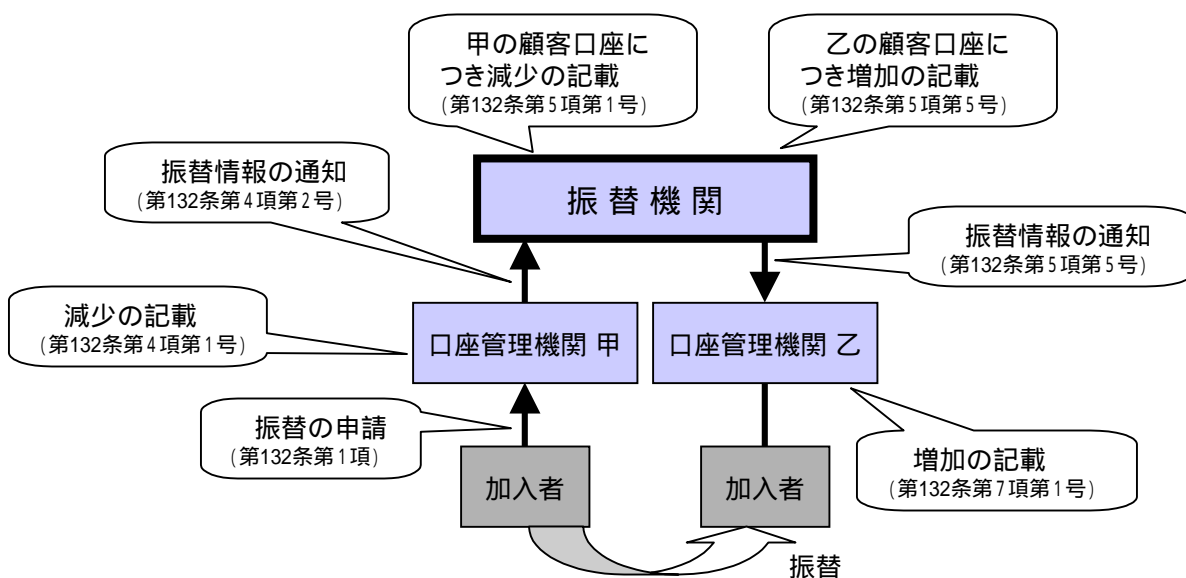 甲の顧客口座に
つき減少の記載
(第132条第5項第1号)
乙の顧客口座に
つき増加の記載
(第132条第5項第5号)
振替情報の通知
(第132条第4項第2号)
振替機関
振替情報の通知
(第132条第5項第5号)
減少の記載
(第132条第4項第1号)
口座管理機関 甲
口座管理機関 乙
振替の申請
(第132条第1項)
加入者
加入者
増加の記載
(第132条第7項第1号)
振替